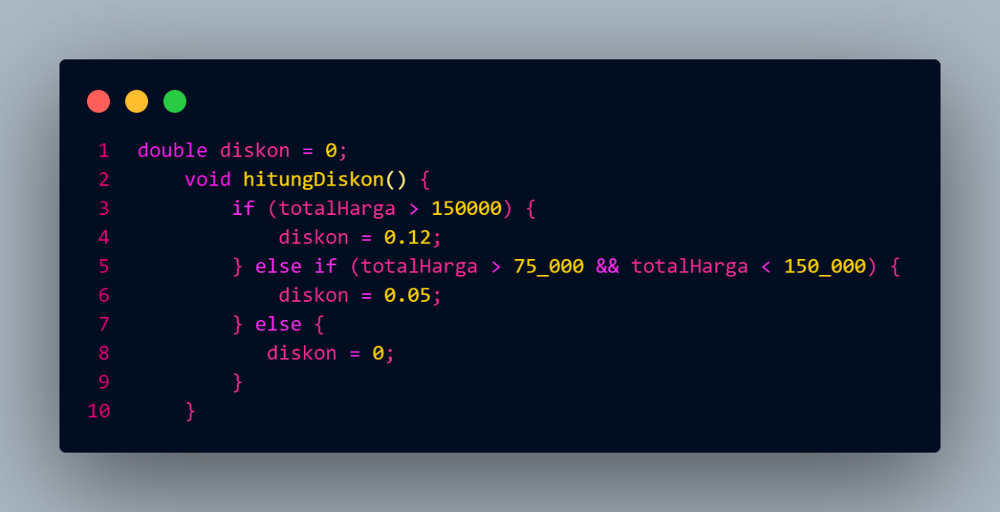 1 double diskon = 0;
2     void hitungDiskon() {
3         if (totalHarga > 150000) {
4             diskon = 0.12;
5         } else if (totalHarga > 75_000 && totalHarga < 150_000) {
6             diskon = 0.05;
7         } else {
8            diskon = 0;
9         }
10     }